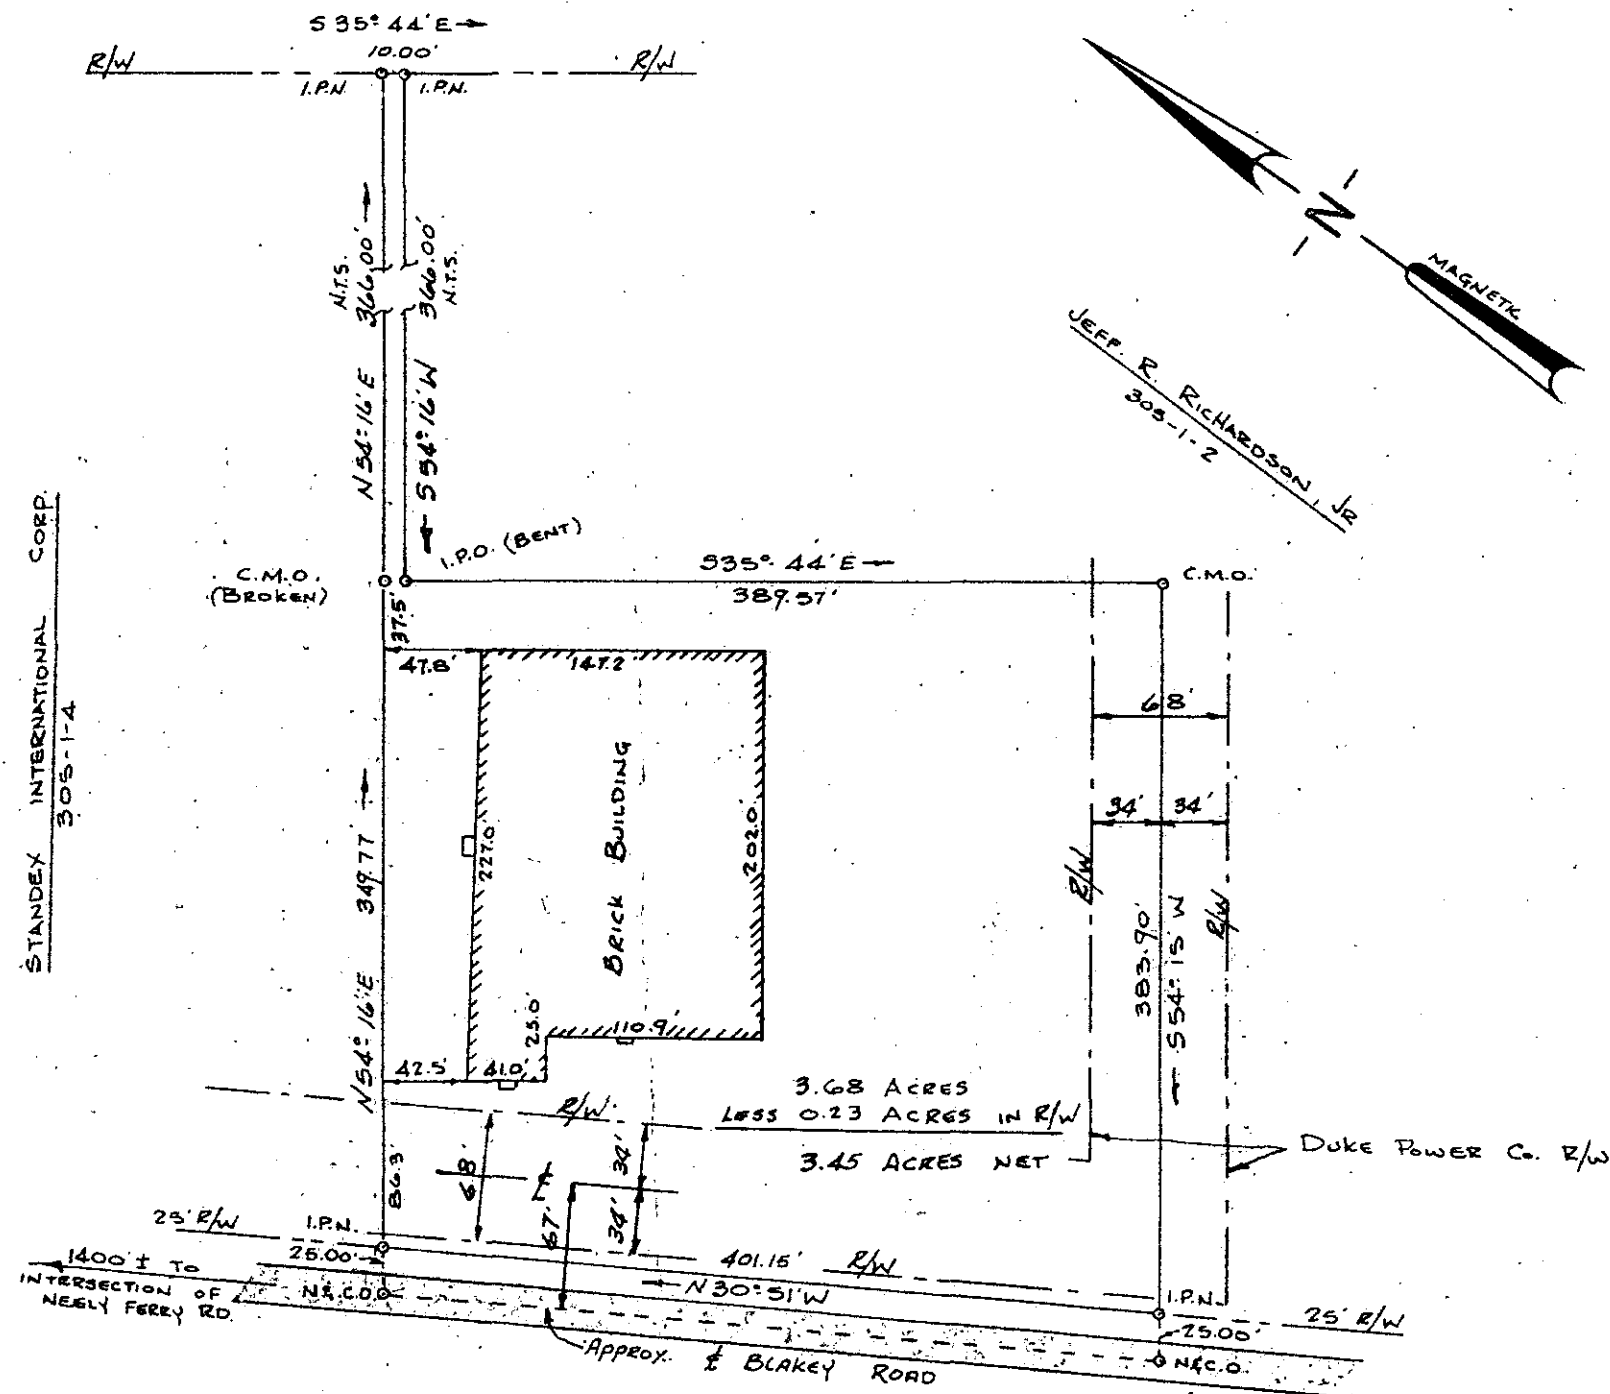 S 35° 44' E
10.00'
R/W
R/W
I.P.N.
I.P.N.
N.T.S.
366.00'
366.00'
N.T.S.
N 54° 16' E
S 54° 16' W
N
MAGNETIC
JEFF. R. RICHARDSON, JR
305-1-2
STANDEX INTERNATIONAL CORP.
305-1-4
C.M.O.
(BROKEN)
I.P.O. (BENT)
S35° 44' E
389.57'
C.M.O.
37.5'
47.8'
147.2
68'
34'
34'
R/W
R/W
383.90'
S 54° 15' W
N 54° 16' E 349.77
227.0'
BRICK BUILDING
202.0'
25.0'
110.9'
42.5'
41.0'
R/W
3.68 ACRES
LESS 0.23 ACRES IN R/W
3.45 ACRES NET
DUKE POWER CO. R/W
86.3'
68'
℄
34'
34'
67'
25' R/W
I.P.N.
25.00'
401.15'
R/W
N 30° 51' W
I.P.N.
25' R/W
25.00'
1400' ± TO
INTERSECTION OF
NEELY FERRY RD.
N&C.O.
N&C.O.
APPROX. ℄ BLAKEY ROAD